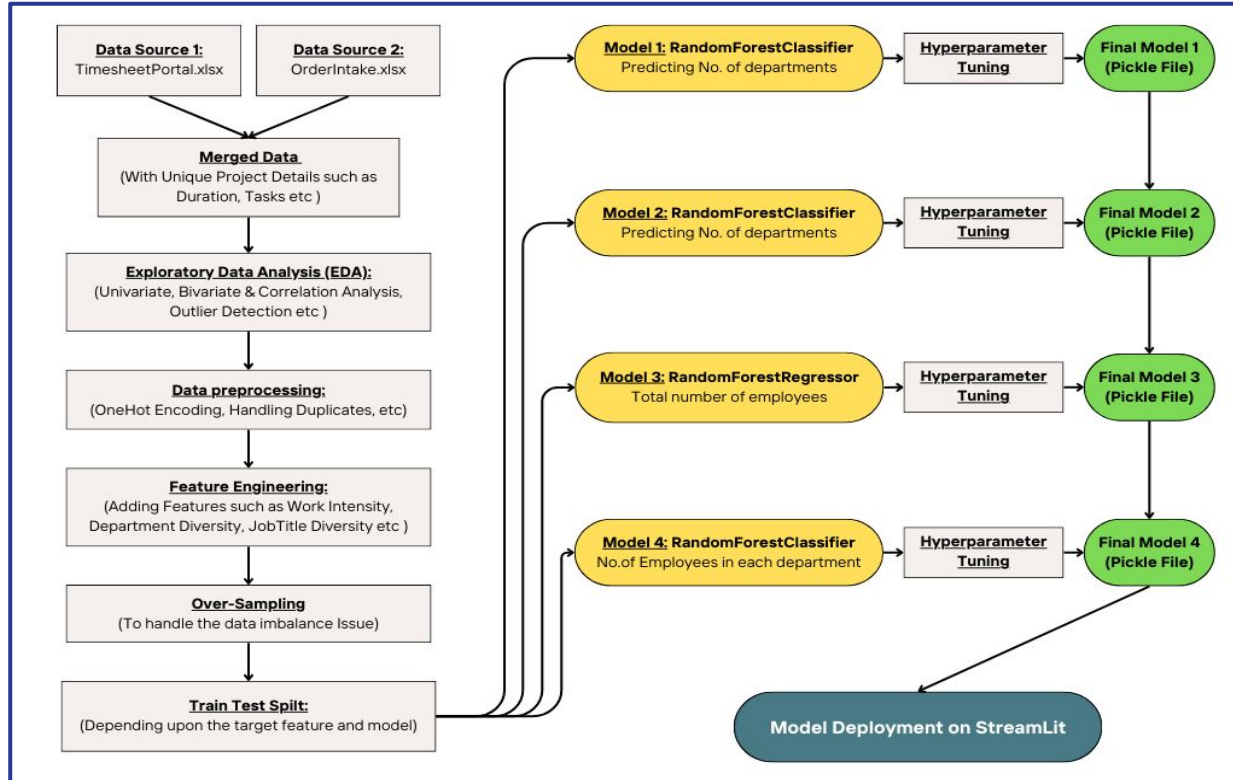 Data Source 1:
TimesheetPortal.xlsx
Data Source 2:
OrderIntake.xlsx
Merged Data
(With Unique Project Details such as
Duration, Tasks etc )
Exploratory Data Analysis (EDA):
(Univariate, Bivariate & Correlation Analysis,
Outlier Detection etc )
Data preprocessing:
(OneHot Encoding, Handling Duplicates, etc)
Feature Engineering:
(Adding Features such as Work Intensity,
Department Diversity, JobTitle Diversity etc )
Over-Sampling
(To handle the data imbalance Issue)
Train Test Spilt:
(Depending upon the target feature and model)
Model 1: RandomForestClassifier
Predicting No. of departments
Hyperparameter
Tuning
Final Model 1
(Pickle File)
Model 2: RandomForestClassifier
Predicting No. of departments
Hyperparameter
Tuning
Final Model 2
(Pickle File)
Model 3: RandomForestRegressor
Total number of employees
Hyperparameter
Tuning
Final Model 3
(Pickle File)
Model 4: RandomForestClassifier
No.of Employees in each department
Hyperparameter
Tuning
Final Model 4
(Pickle File)
Model Deployment on StreamLit